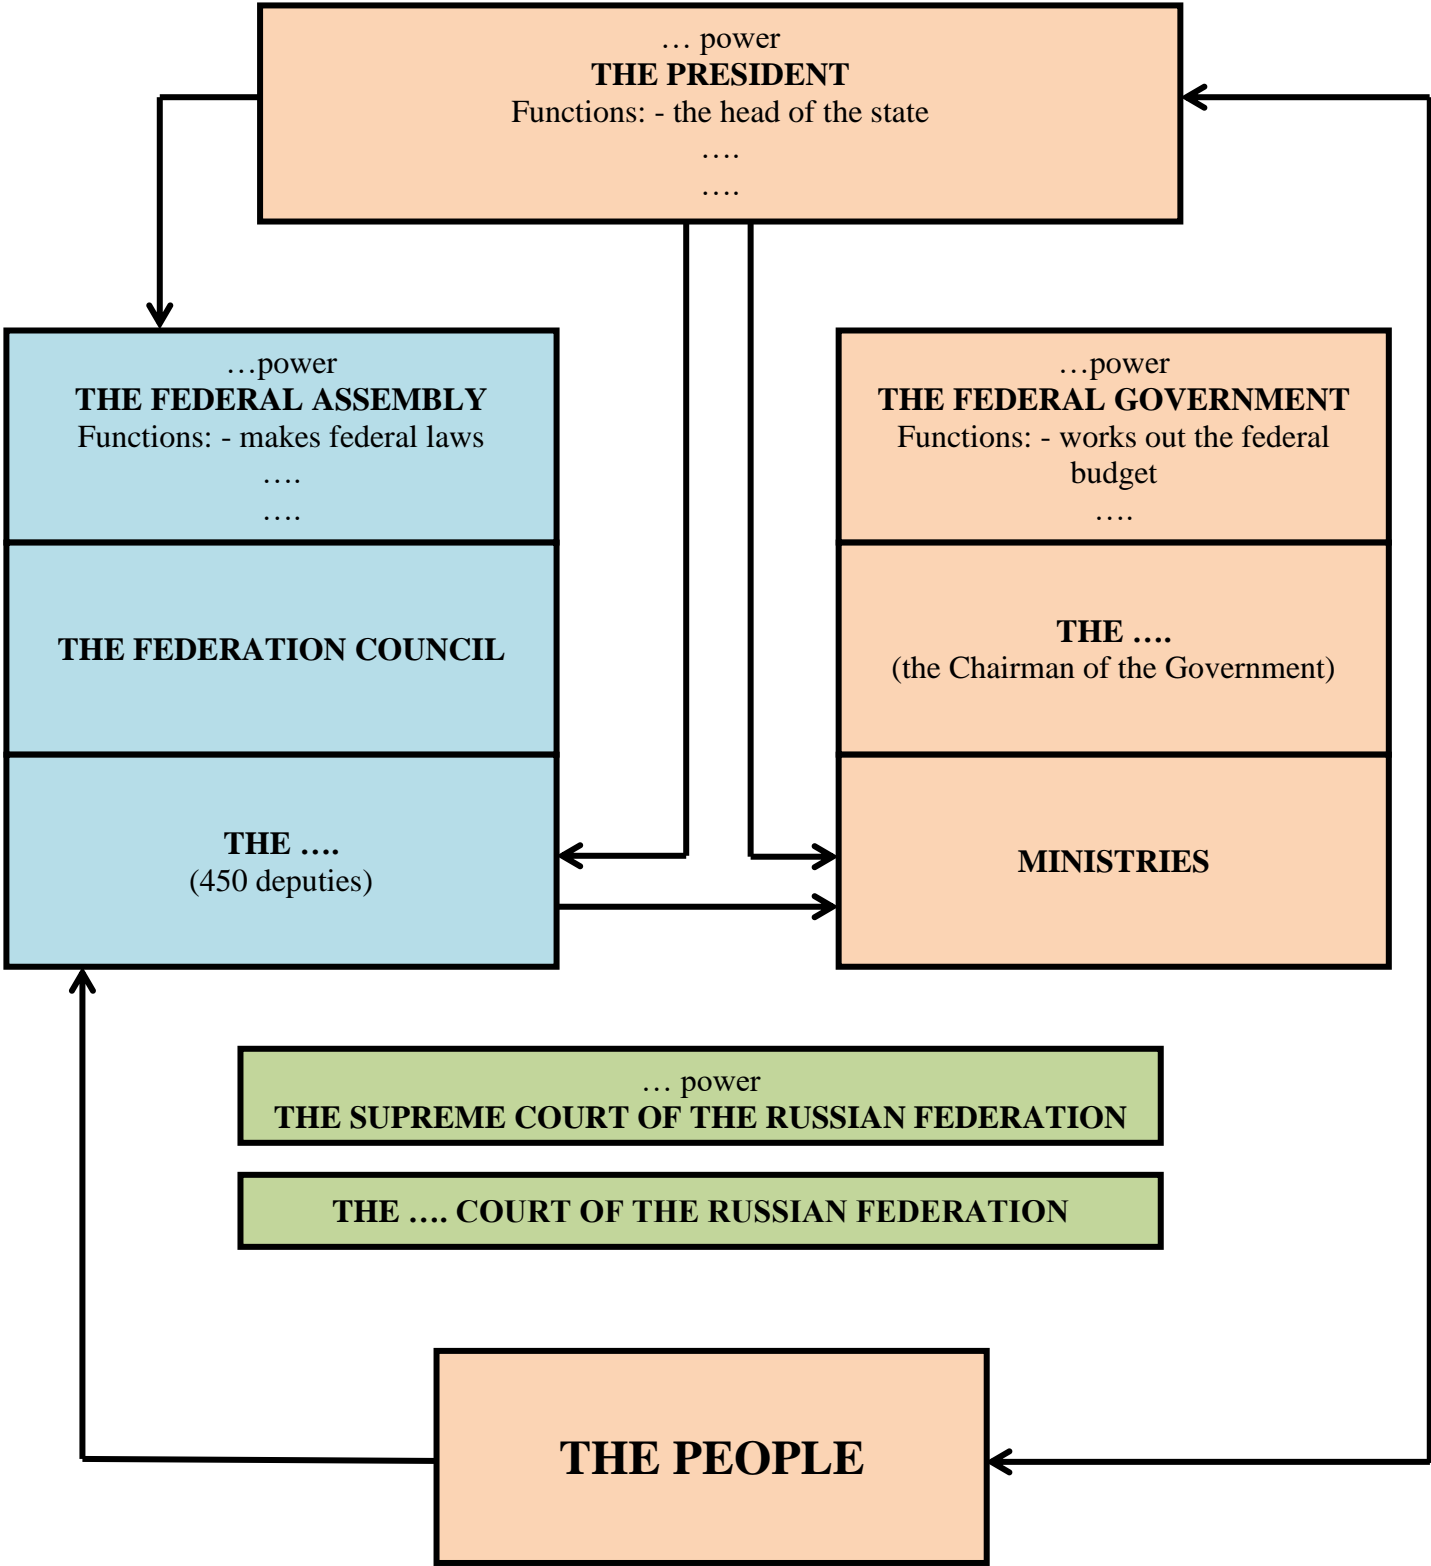 … power
THE PRESIDENT
Functions: - the head of the state
….
….
…power
THE FEDERAL ASSEMBLY
Functions: - makes federal laws
….
….
THE FEDERATION COUNCIL
THE ….
(450 deputies)
…power
THE FEDERAL GOVERNMENT
Functions: - works out the federal
budget
….
THE ….
(the Chairman of the Government)
MINISTRIES
… power
THE SUPREME COURT OF THE RUSSIAN FEDERATION
THE …. COURT OF THE RUSSIAN FEDERATION
THE PEOPLE